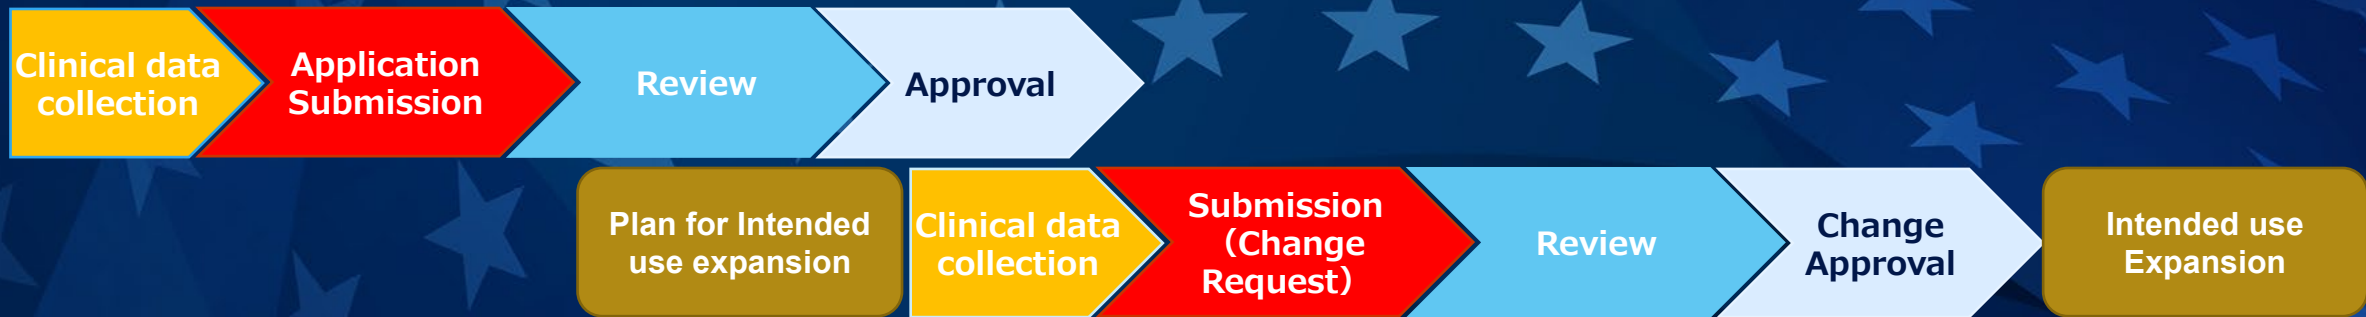 Clinical data
collection
Application
Submission
Review
Approval
Plan for Intended
use expansion
Clinical data
collection
Submission
（Change
Request）
Review
Change
Approval
Intended use
Expansion